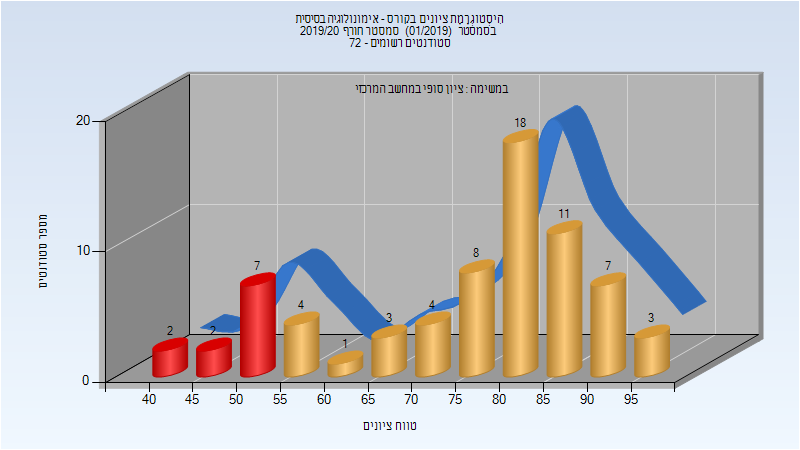 היסטוגרמת ציונים בקורס - אימונולוגיה בסיסית
בסמסטר (01/2019) סמסטר חורף 2019/20
סטודנטים רשומים - 72
במשימה : ציון סופי במחשב המרכזי
מספר סטודנטים
20
10
0
2
2
7
4
1
3
4
8
18
11
7
3
40 45 50 55 60 65 70 75 80 85 90 95
טווח ציונים